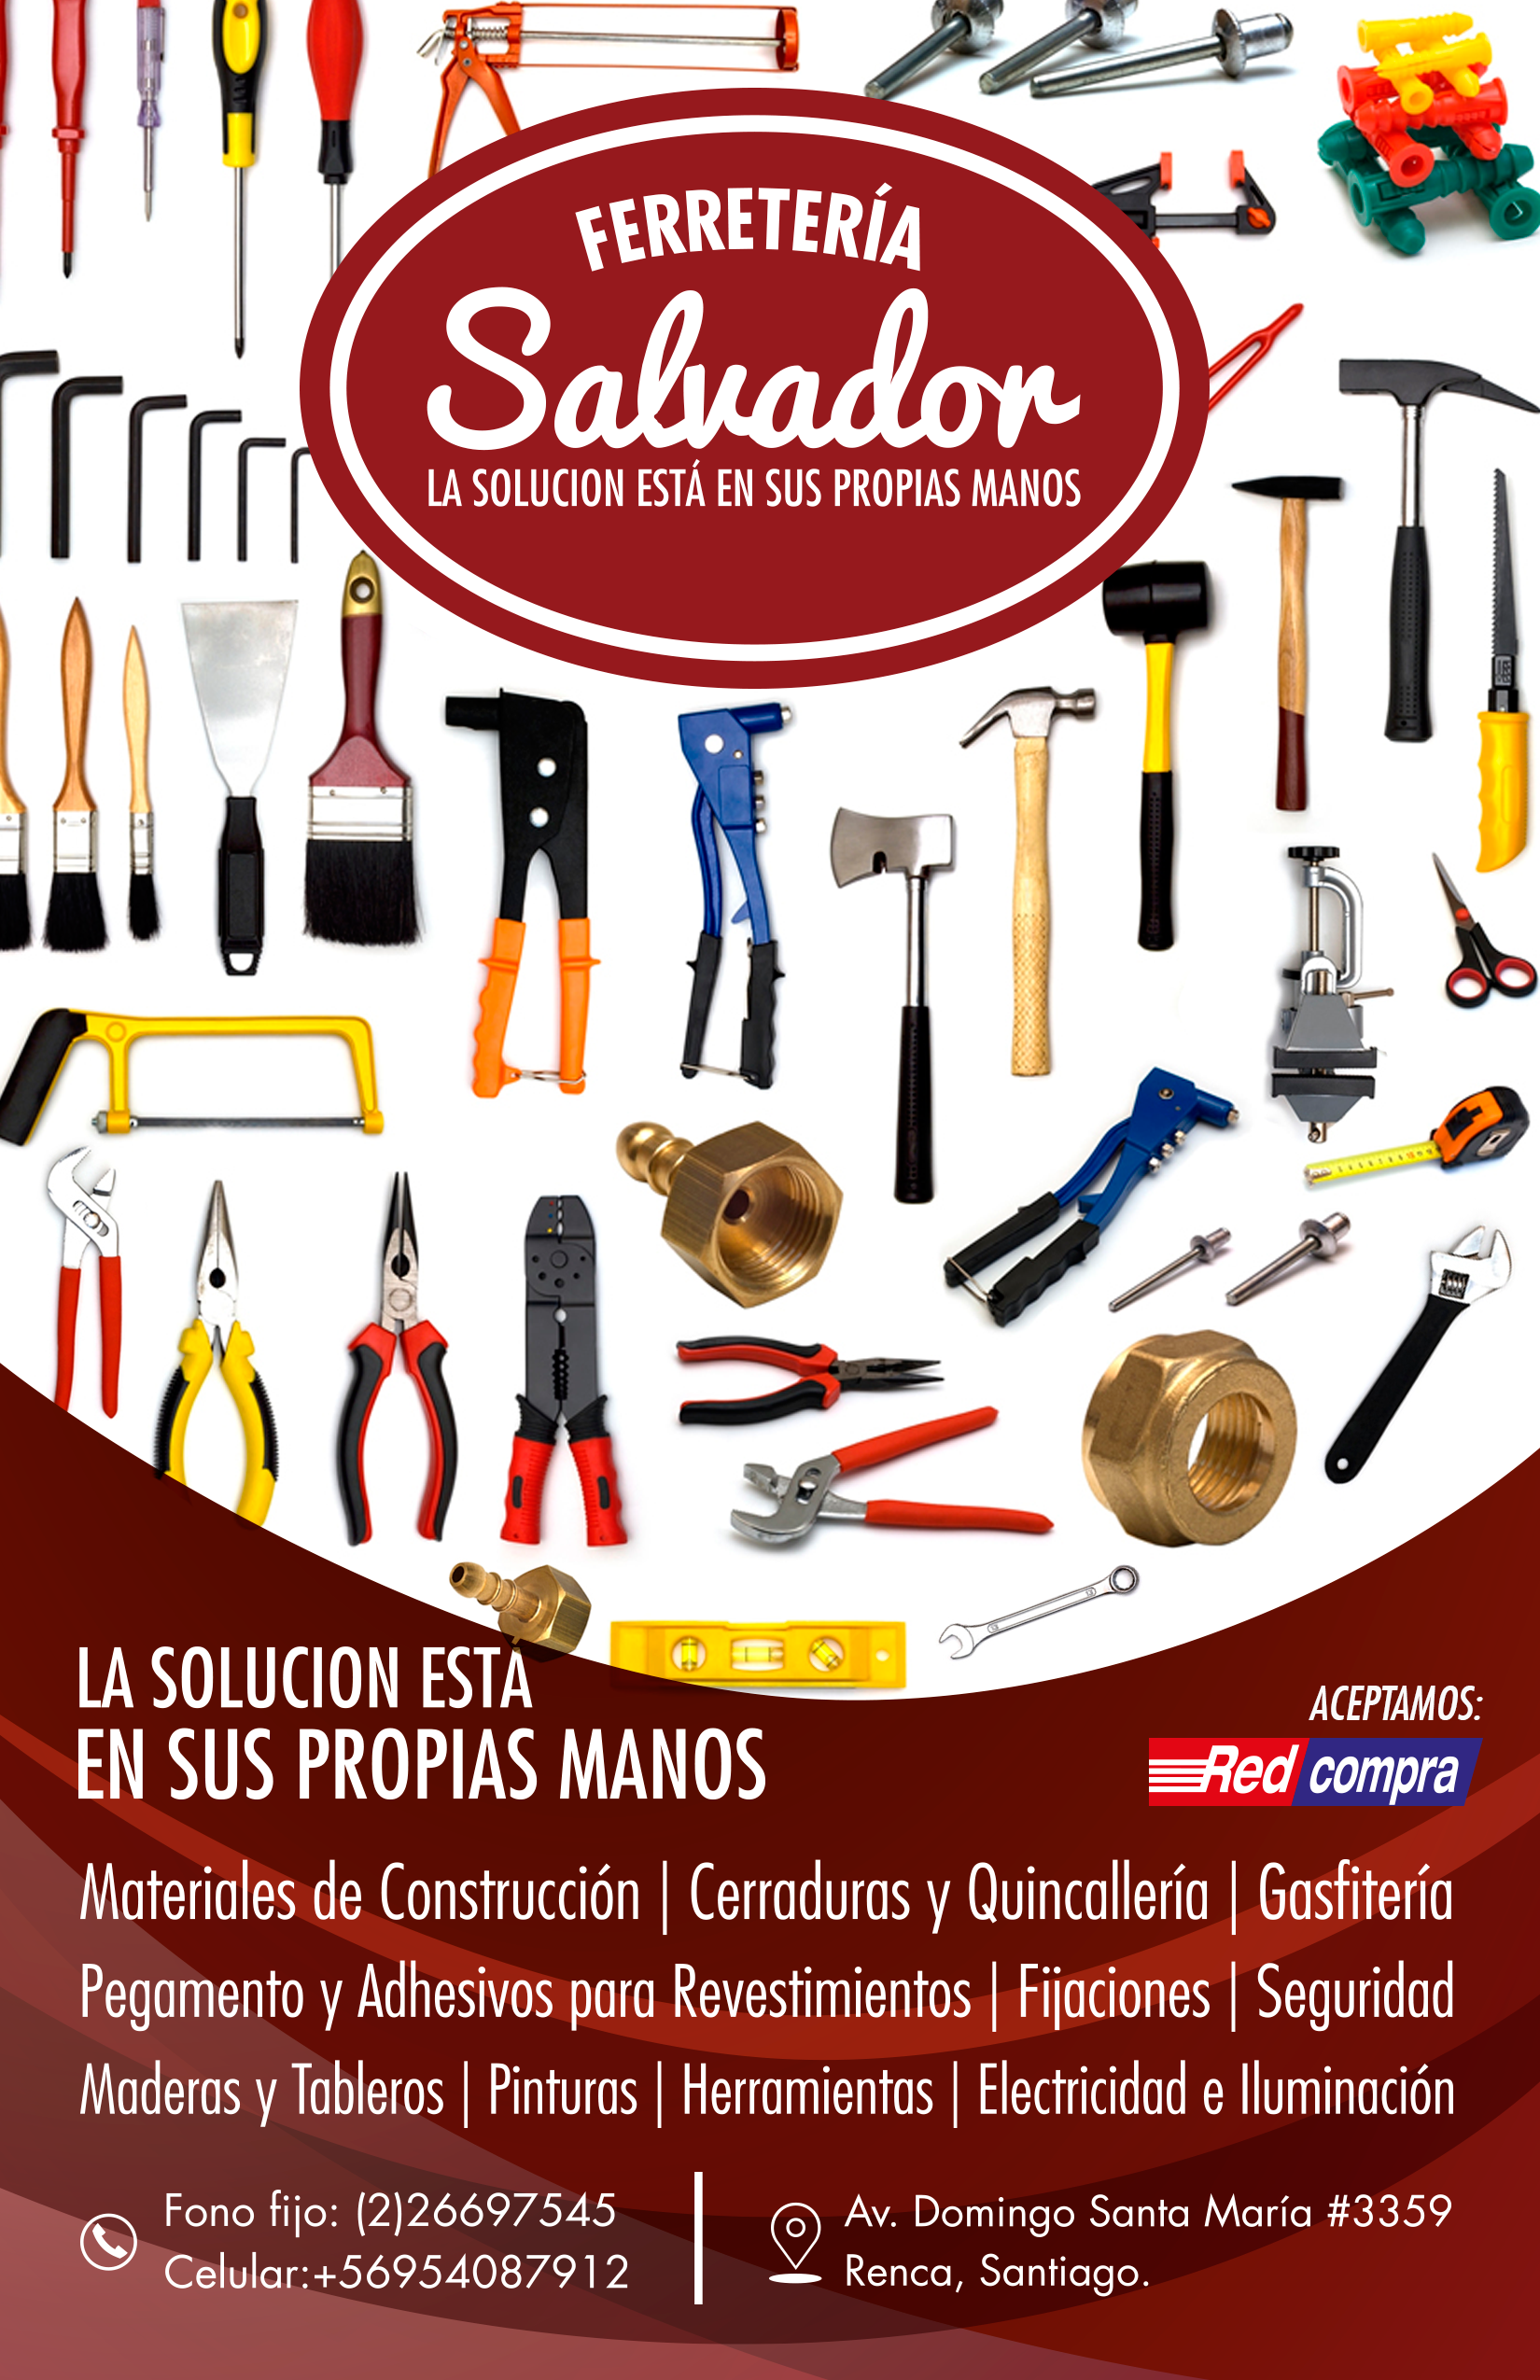 FERRETERÍA
Salvador
LA SOLUCION ESTÁ EN SUS PROPIAS MANOS
LA SOLUCION ESTÁ
EN SUS PROPIAS MANOS
ACEPTAMOS:
Red compra
Materiales de Construcción | Cerraduras y Quincallería | Gasfitería
Pegamento y Adhesivos para Revestimientos | Fijaciones | Seguridad
Maderas y Tableros | Pinturas | Herramientas | Electricidad e Iluminación
Fono fijo: (2)26697545
Celular:+56954087912
Av. Domingo Santa María #3359
Renca, Santiago.